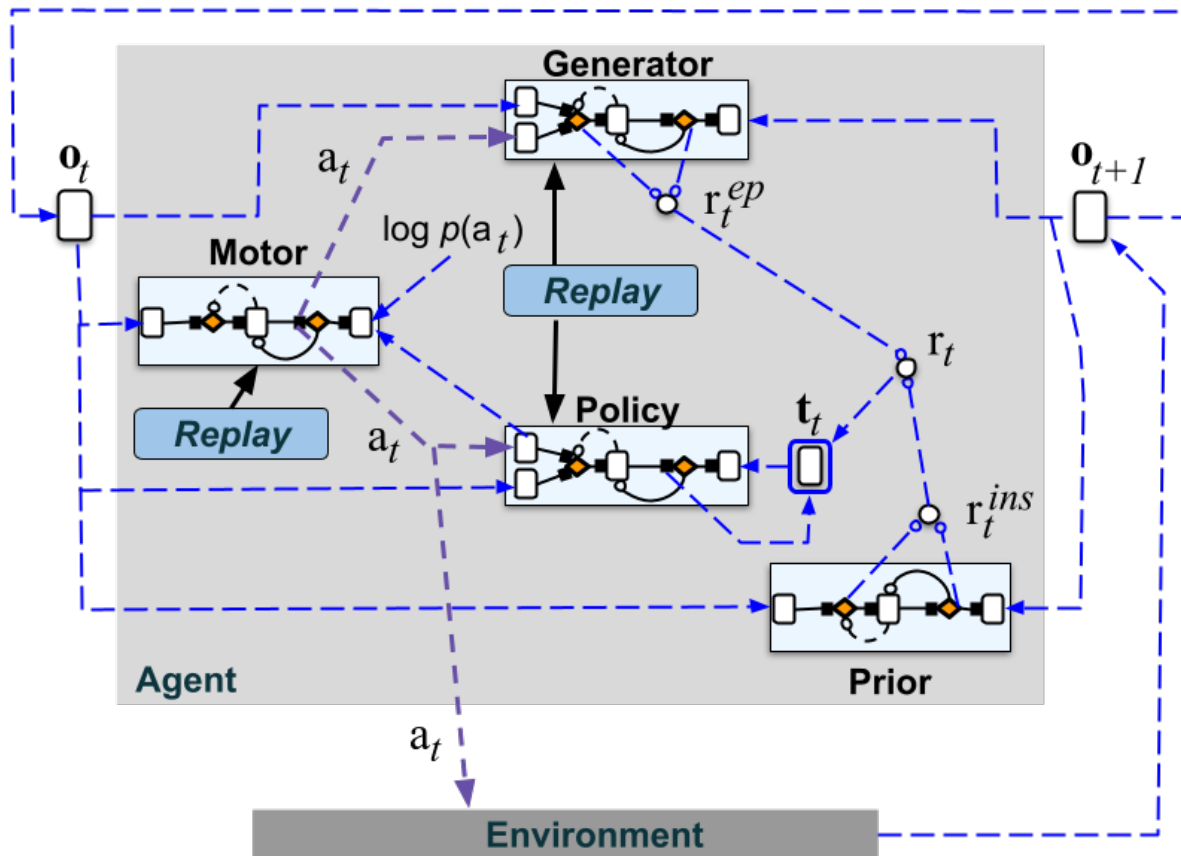 Generator
o_t
a_t
o_{t+1}
r_t^{ep}
log p(a_t)
Motor
Replay
r_t
Replay
Policy
t_t
a_t
r_t^{ins}
Agent
Prior
a_t
Environment